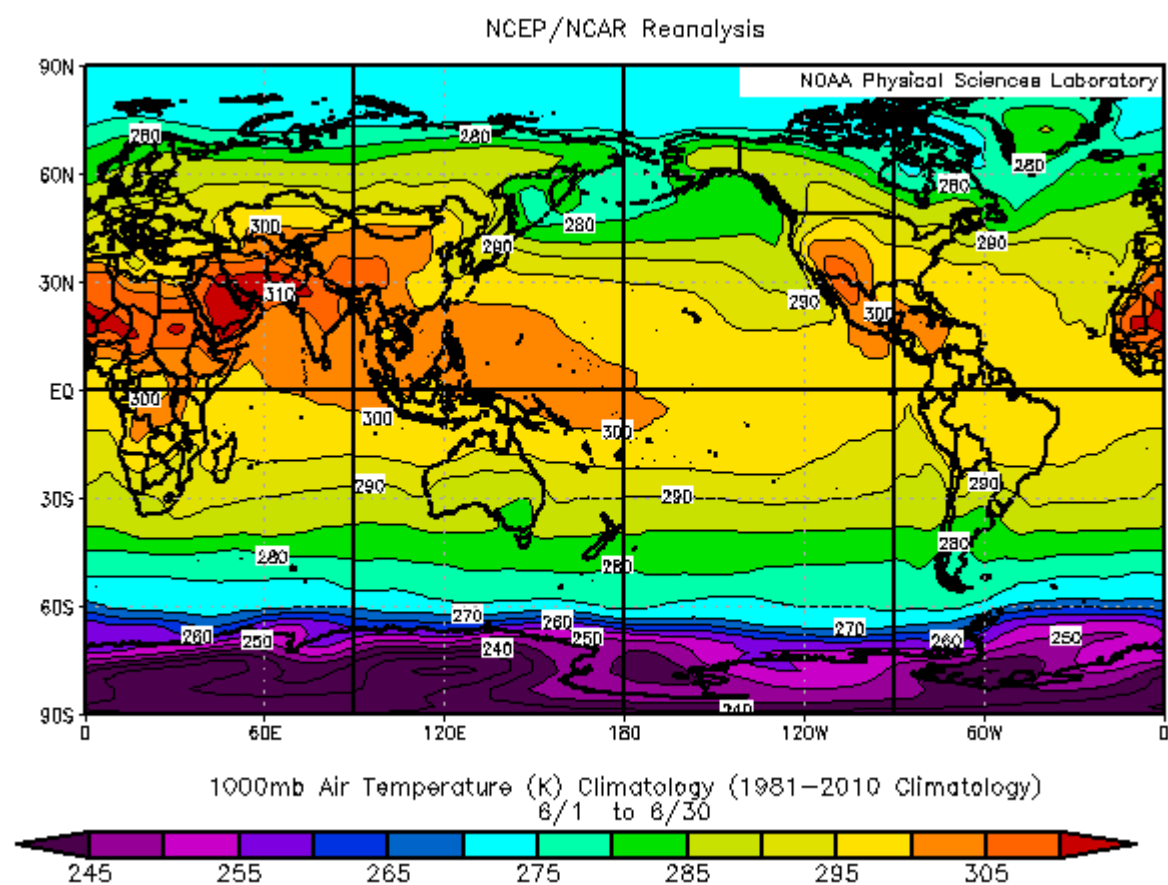 NCEP/NCAR Reanalysis
NOAA Physical Sciences Laboratory
90N
60N
30N
EQ
30S
60S
90S
0
60E
120E
180
120W
60W
0
280
280
280
280
300
290
280
290
310
290
300
300
300
300
290
290
290
280
280
280
270
260
270
260
260
250
250
250
240
240
1000mb Air Temperature (K) Climatology (1981-2010 Climatology)
6/1 to 6/30
245
255
265
275
285
295
305